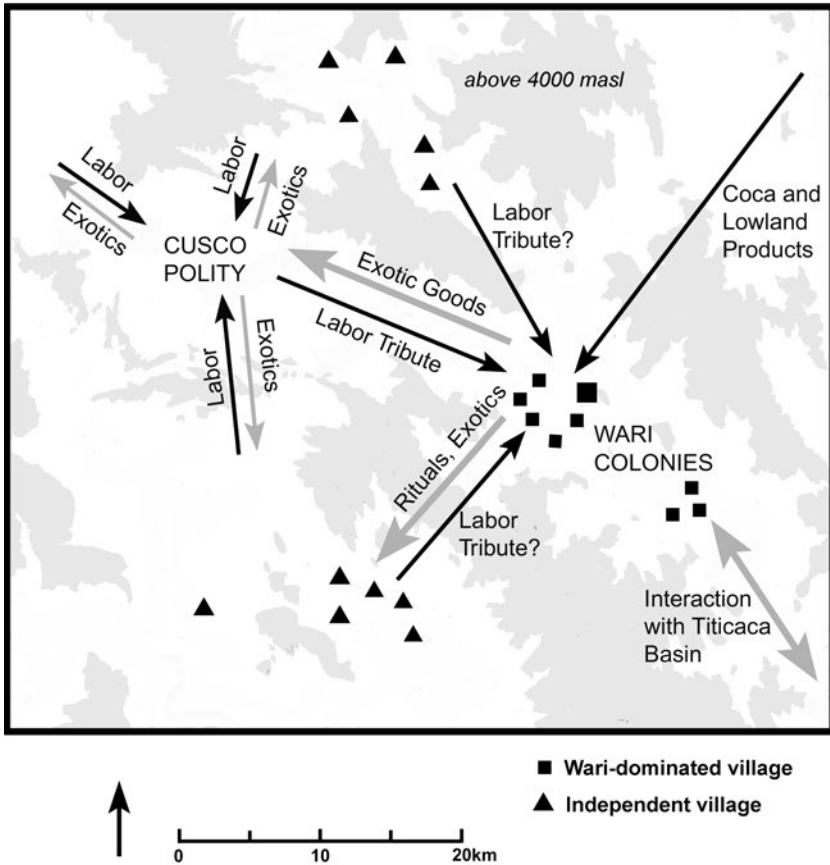 above 4000 masl
Labor
Exotics
Labor
Exotics
CUSCO
POLITY
Labor
Tribute?
Coca and
Lowland
Products
Exotic Goods
Labor Tribute
Labor
Exotics
Rituals, Exotics
WARI
COLONIES
Labor
Tribute?
Interaction
with Titicaca
Basin
Wari-dominated village
Independent village
0 10 20km